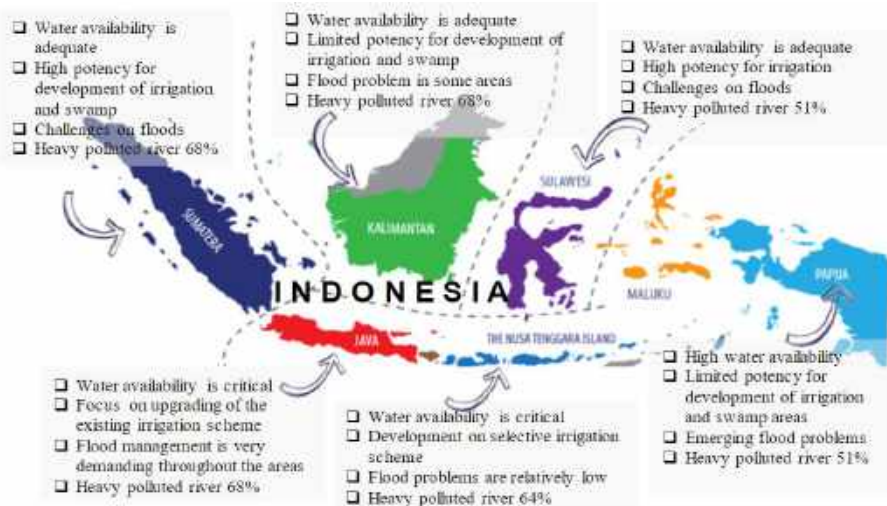 ❑ Water availability is
adequate
❑ High potency for
development of irrigation
and swamp
❑ Challenges on floods
❑ Heavy polluted river 68%
❑ Water availability is adequate
❑ Limited potency for development of
irrigation and swamp
❑ Flood problem in some areas
❑ Heavy polluted river 68%
❑ Water availability is adequate
❑ High potency for irrigation
❑ Challenges on floods
❑ Heavy polluted river 51%
SUMATERA
KALIMANTAN
SULAWESI
MALUKU
PAPUA
INDONESIA
JAVA
THE NUSA TENGGARA ISLAND
❑ Water availability is critical
❑ Focus on upgrading of the
existing irrigation scheme
❑ Flood management is very
demanding throughout the areas
❑ Heavy polluted river 68%
❑ Water availability is critical
❑ Development on selective irrigation
scheme
❑ Flood problems are relatively low
❑ Heavy polluted river 64%
❑ High water availability
❑ Limited potency for
development of irrigation
and swamp areas
❑ Emerging flood problems
❑ Heavy polluted river 51%